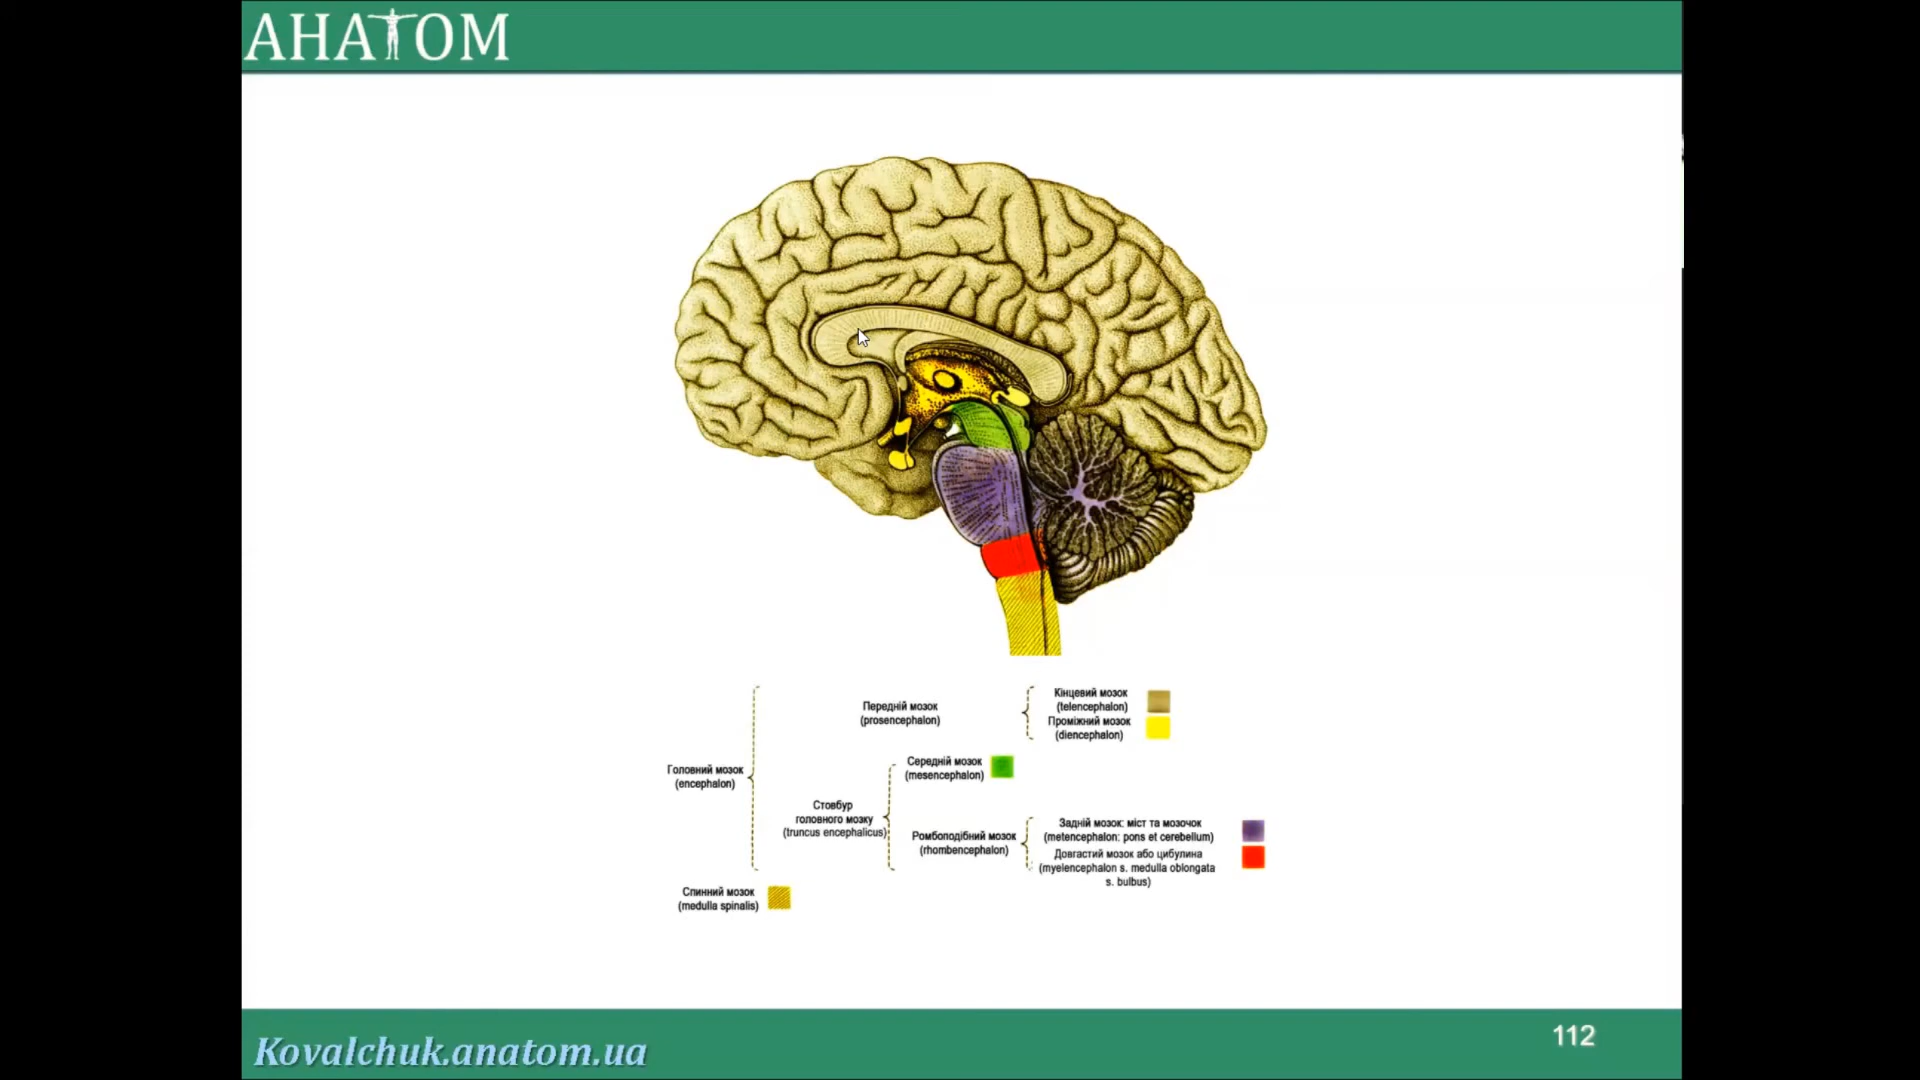 АНАТОМ
Передній мозок
(prosencephalon)
Кінцевий мозок
(telencephalon)
Проміжний мозок
(diencephalon)
Головний мозок
(encephalon)
Середній мозок
(mesencephalon)
Стовбур
головного мозку
(truncus encephalicus)
Ромбоподібний мозок
(rhombencephalon)
Задній мозок: міст та мозочок
(metencephalon: pons et cerebellum)
Довгастий мозок або цибулина
(myelencephalon s. medulla oblongata
s. bulbus)
Спинний мозок
(medulla spinalis)
Kovalchuk.anatom.ua
112